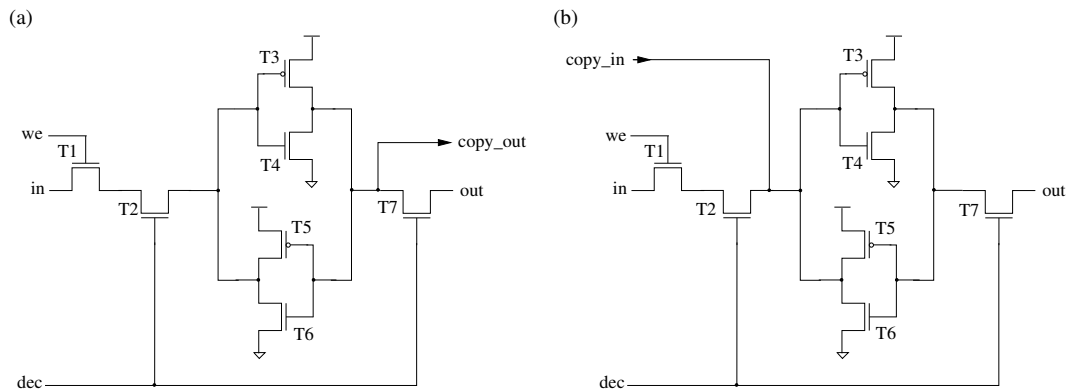 (a)
T3
we
T1
T4
copy_out
in
T2
T7
out
T5
T6
dec
(b)
copy_in
T3
we
T1
T4
in
T2
T7
out
T5
T6
dec